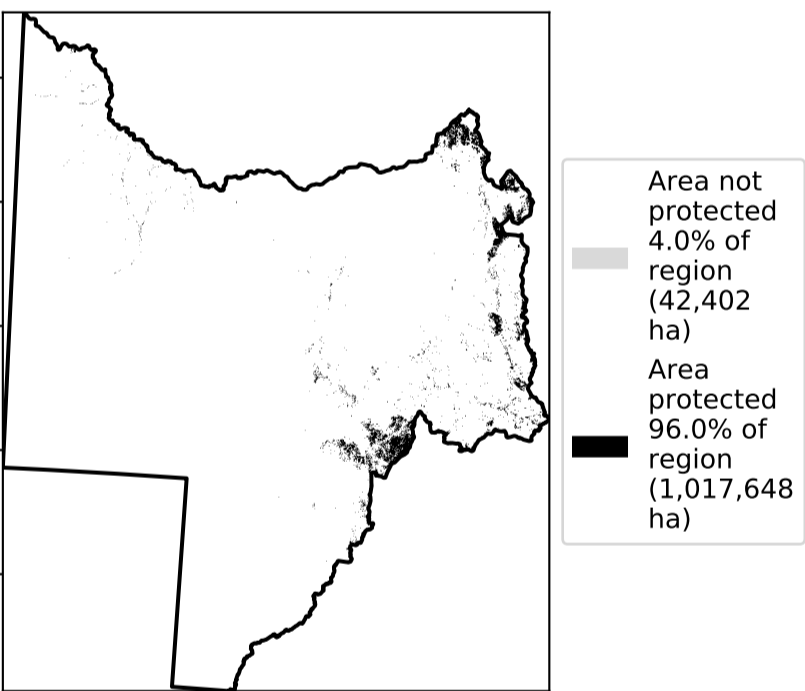 Area not
protected
4.0% of
region
(42,402
ha)
Area
protected
96.0% of
region
(1,017,648
ha)